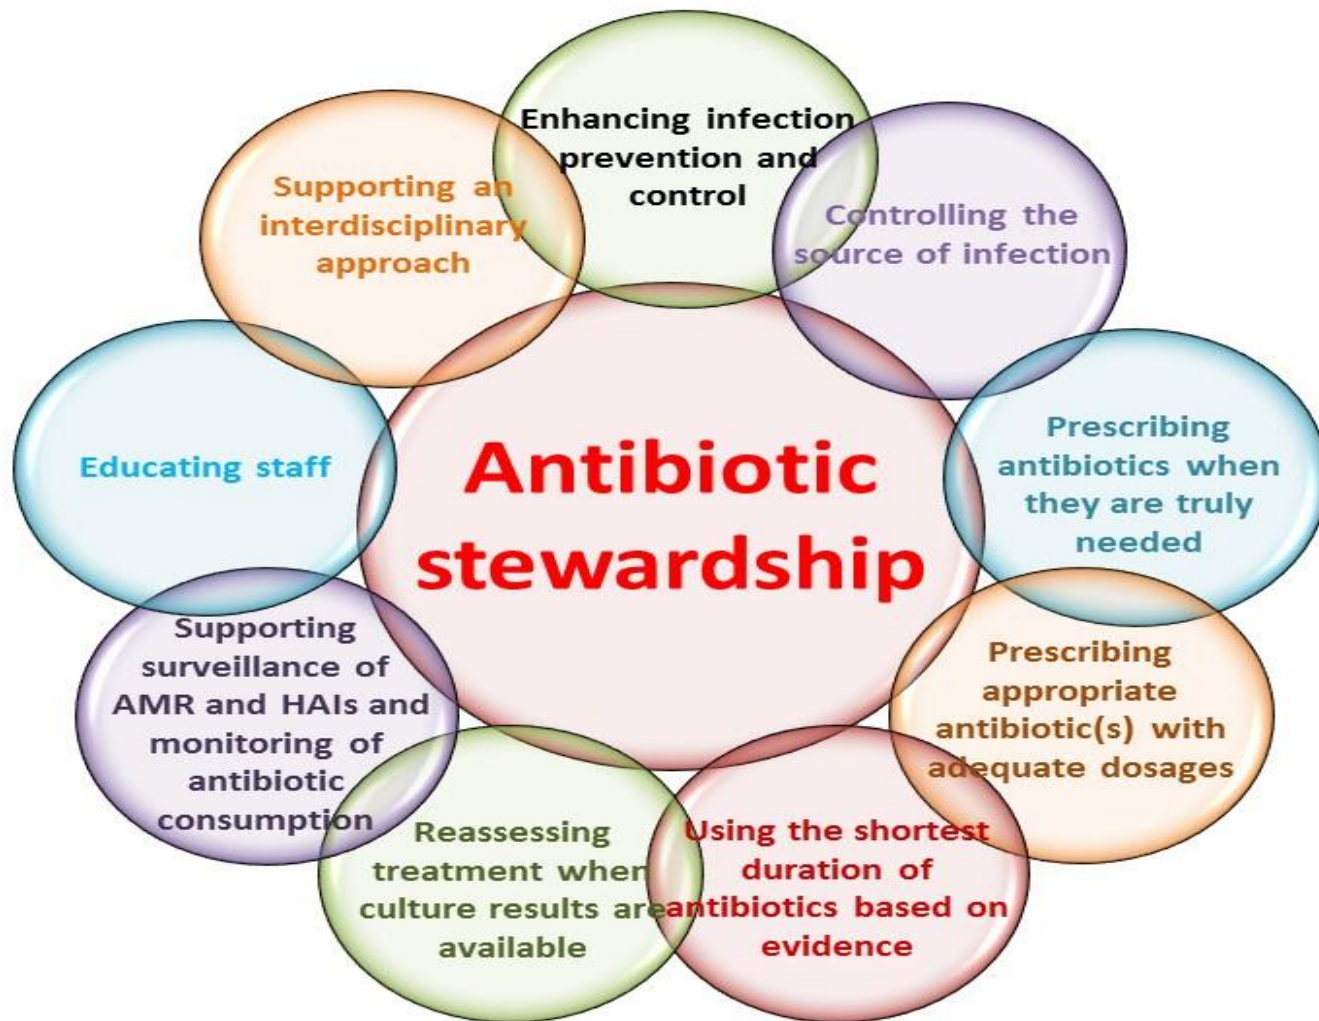 Enhancing infection
prevention and
control
Controlling the
source of infection
Prescribing
antibiotics when
they are truly
needed
Prescribing
appropriate
antibiotic(s) with
adequate dosages
Using the shortest
duration of
antibiotics based on
evidence
Reassessing
treatment when
culture results are
available
Supporting
surveillance of
AMR and HAIs and
monitoring of
antibiotic
consumption
Educating staff
Supporting an
interdisciplinary
approach
Antibiotic
stewardship